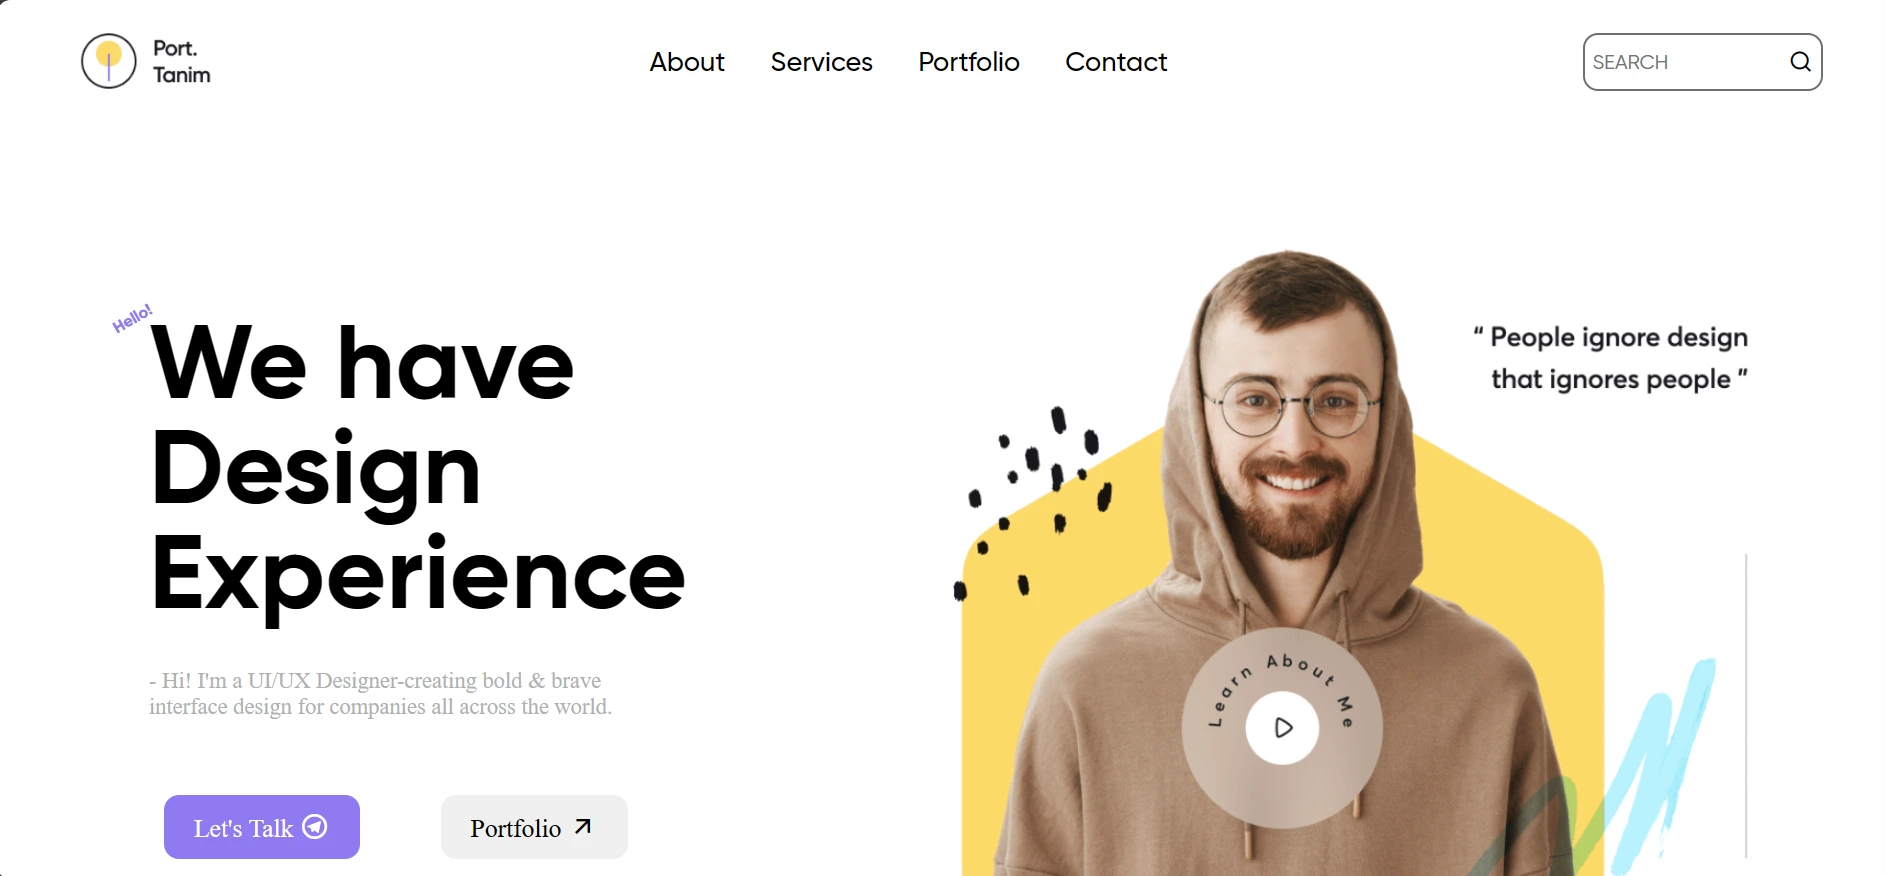 Port.
Tanim
About Services Portfolio Contact
SEARCH
Hello!
We have
Design
Experience
- Hi! I'm a UI/UX Designer-creating bold & brave
interface design for companies all across the world.
Let's Talk
Portfolio
“ People ignore design
that ignores people ”
Learn About Me